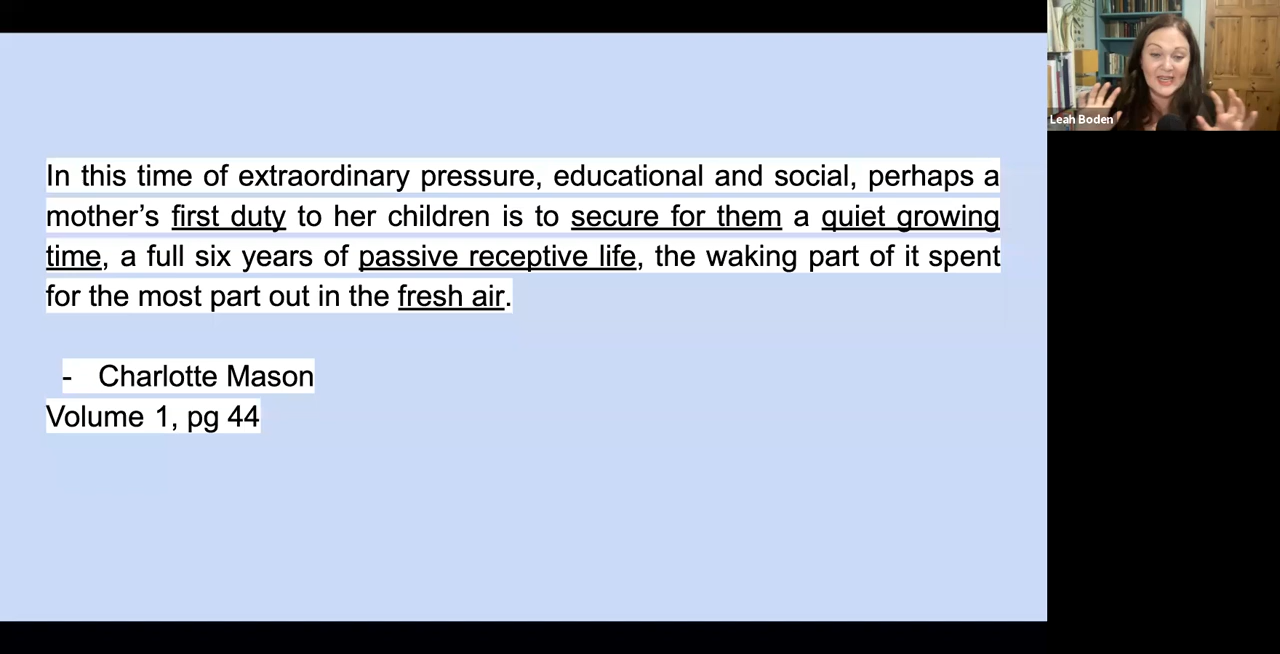 In this time of extraordinary pressure, educational and social, perhaps a
mother’s first duty to her children is to secure for them a quiet growing
time, a full six years of passive receptive life, the waking part of it spent
for the most part out in the fresh air.
- Charlotte Mason
Volume 1, pg 44
Leah Boden